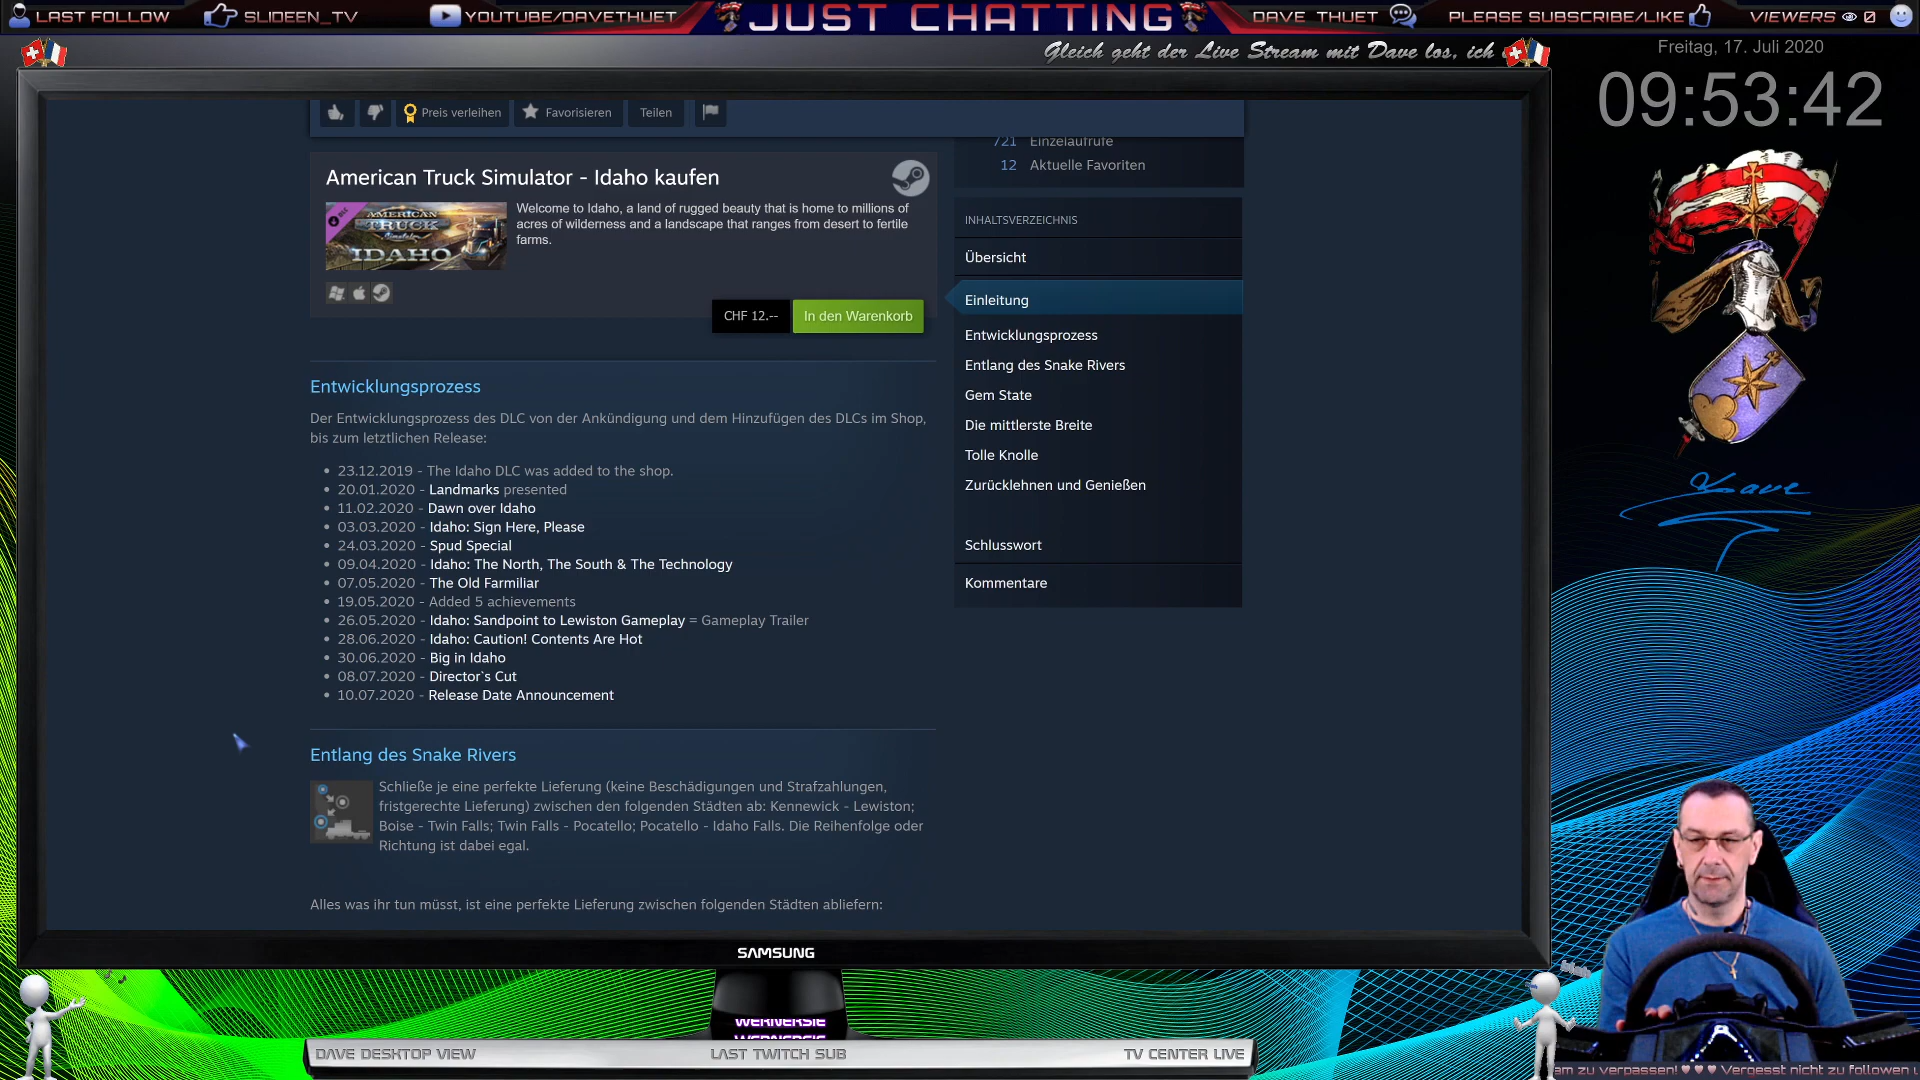 LAST FOLLOW
SLIDEEN_TV
YOUTUBE/DAVETHUET
JUST CHATTING
DAVE THUET
PLEASE SUBSCRIBE/LIKE
VIEWERS
Gleich geht der Live Stream mit Dave los, ich
Freitag, 17. Juli 2020
09:53:42
Preis verleihen
Favorisieren
Teilen
721 Einzelaufrufe
12 Aktuelle Favoriten
American Truck Simulator - Idaho kaufen
AMERICAN
TRUCK
Simulator
IDAHO
Welcome to Idaho, a land of rugged beauty that is home to millions of
acres of wilderness and a landscape that ranges from desert to fertile
farms.
CHF 12.--
In den Warenkorb
INHALTSVERZEICHNIS
Übersicht
Einleitung
Entwicklungsprozess
Entlang des Snake Rivers
Gem State
Die mittlerste Breite
Tolle Knolle
Zurücklehnen und Genießen
Schlusswort
Kommentare
Entwicklungsprozess
Der Entwicklungsprozess des DLC von der Ankündigung und dem Hinzufügen des DLCs im Shop,
bis zum letztlichen Release:
• 23.12.2019 - The Idaho DLC was added to the shop.
• 20.01.2020 - Landmarks presented
• 11.02.2020 - Dawn over Idaho
• 03.03.2020 - Idaho: Sign Here, Please
• 24.03.2020 - Spud Special
• 09.04.2020 - Idaho: The North, The South & The Technology
• 07.05.2020 - The Old Farmiliar
• 19.05.2020 - Added 5 achievements
• 26.05.2020 - Idaho: Sandpoint to Lewiston Gameplay = Gameplay Trailer
• 28.06.2020 - Idaho: Caution! Contents Are Hot
• 30.06.2020 - Big in Idaho
• 08.07.2020 - Director`s Cut
• 10.07.2020 - Release Date Announcement
Entlang des Snake Rivers
Schließe je eine perfekte Lieferung (keine Beschädigungen und Strafzahlungen,
fristgerechte Lieferung) zwischen den folgenden Städten ab: Kennewick - Lewiston;
Boise - Twin Falls; Twin Falls - Pocatello; Pocatello - Idaho Falls. Die Reihenfolge oder
Richtung ist dabei egal.
Alles was ihr tun müsst, ist eine perfekte Lieferung zwischen folgenden Städten abliefern:
SAMSUNG
WERNERSIE
WERNERSIE
DAVE DESKTOP VIEW
LAST TWITCH SUB
TV CENTER LIVE
am zu verpassen! ♥ ♥ ♥ Vergesst nicht zu followen u